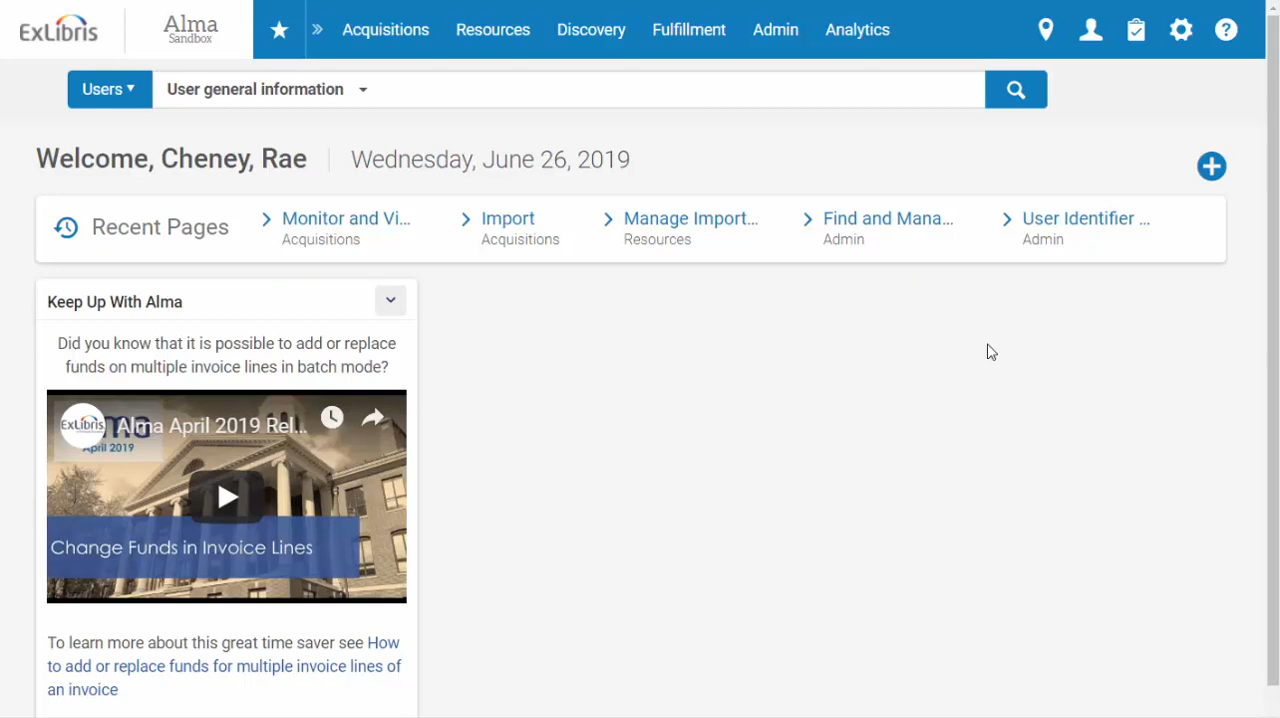 ExLibris
Alma
Sandbox
Acquisitions
Resources
Discovery
Fulfillment
Admin
Analytics
Users
User general information
Welcome, Cheney, Rae
Wednesday, June 26, 2019
Recent Pages
Monitor and Vi...
Acquisitions
Import
Acquisitions
Manage Import...
Resources
Find and Mana...
Admin
User Identifier ...
Admin
Keep Up With Alma
Did you know that it is possible to add or replace
funds on multiple invoice lines in batch mode?
ExLibris
Alma April 2019 Rel...
April 2019
Change Funds in Invoice Lines
To learn more about this great time saver see How
to add or replace funds for multiple invoice lines of
an invoice